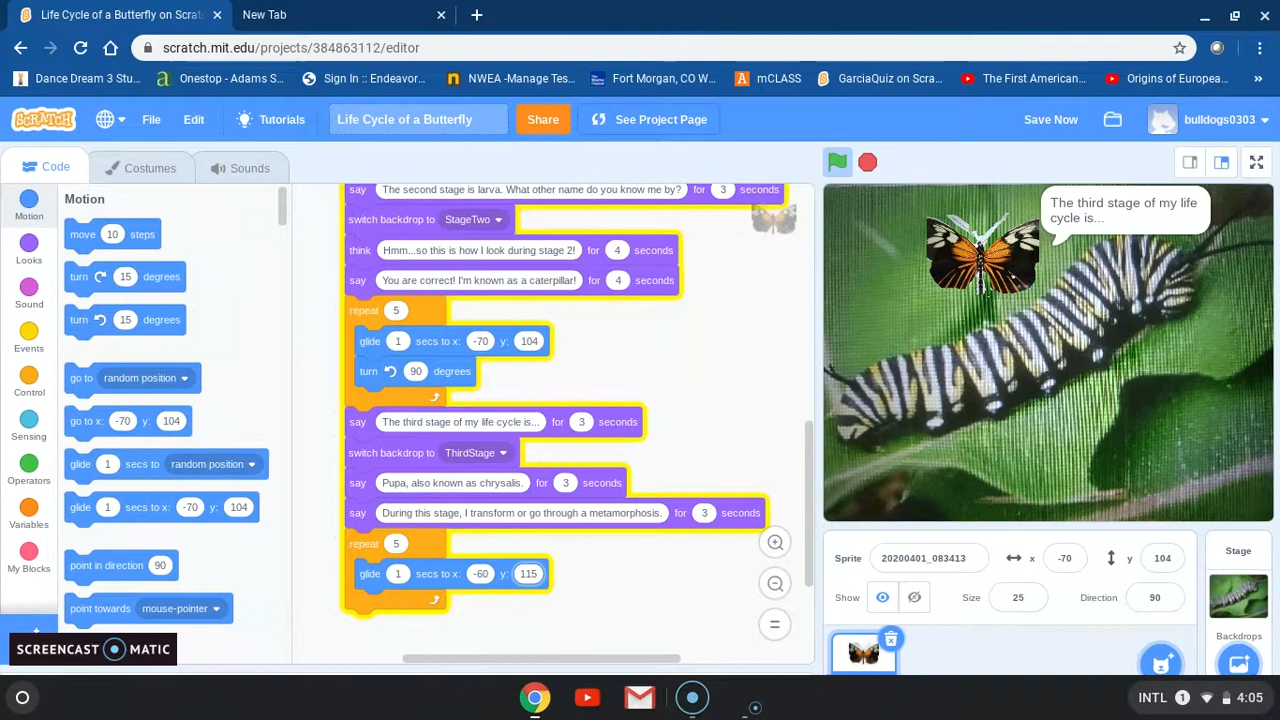 Life Cycle of a Butterfly on Scrat
New Tab
scratch.mit.edu/projects/384863112/editor
Dance Dream 3 Stu... Onestop - Adams S... Sign In :: Endeavor... NWEA -Manage Tes... Fort Morgan, CO W... mCLASS GarciaQuiz on Scra... The First American... Origins of European...
SCRATCH File Edit Tutorials Life Cycle of a Butterfly Share See Project Page Save Now bulldogs0303
Code Costumes Sounds
Motion
Looks
Sound
Events
Control
Sensing
Operators
Variables
My Blocks
Motion
move 10 steps
turn 15 degrees
turn 15 degrees
go to random position
go to x: -70 y: 104
glide 1 secs to random position
glide 1 secs to x: -70 y: 104
point in direction 90
point towards mouse-pointer
say The second stage is larva. What other name do you know me by? for 3 seconds
switch backdrop to StageTwo
think Hmm...so this is how I look during stage 2! for 4 seconds
say You are correct! I'm known as a caterpillar! for 4 seconds
repeat 5
glide 1 secs to x: -70 y: 104
turn 90 degrees
say The third stage of my life cycle is... for 3 seconds
switch backdrop to ThirdStage
say Pupa, also known as chrysalis. for 3 seconds
say During this stage, I transform or go through a metamorphosis. for 3 seconds
repeat 5
glide 1 secs to x: -60 y: 115
The third stage of my life
cycle is...
Sprite 20200401_083413 x -70 y 104
Show Size 25 Direction 90
Stage
Backdrops
SCREENCAST MATIC
INTL 1 4:05